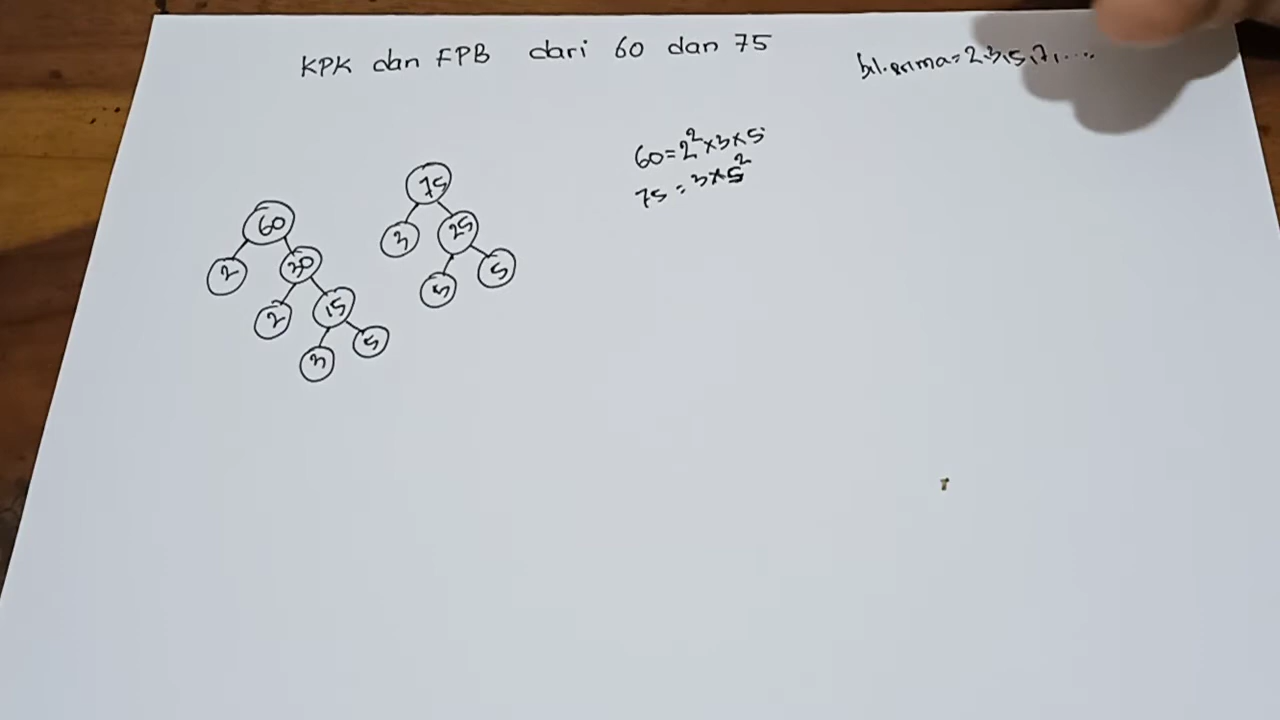 KPK dan FPB dari 60 dan 75
bil. prima = 2, 3, 5, 7, ....
60 = 2² × 3 × 5
75 = 3 × 5²
75
60
3 25
2 30
5 5
2 15
3 5